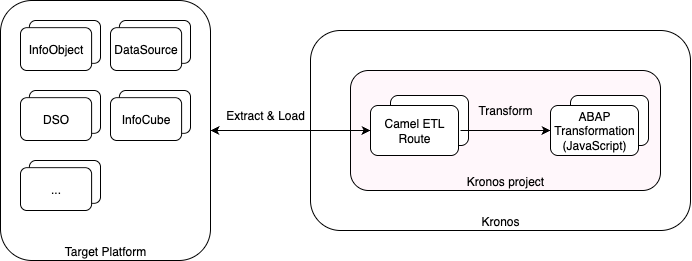 InfoObject
DataSource
DSO
InfoCube
...
Target Platform
Extract & Load
Camel ETL
Route
Transform
ABAP
Transformation
(JavaScript)
Kronos project
Kronos